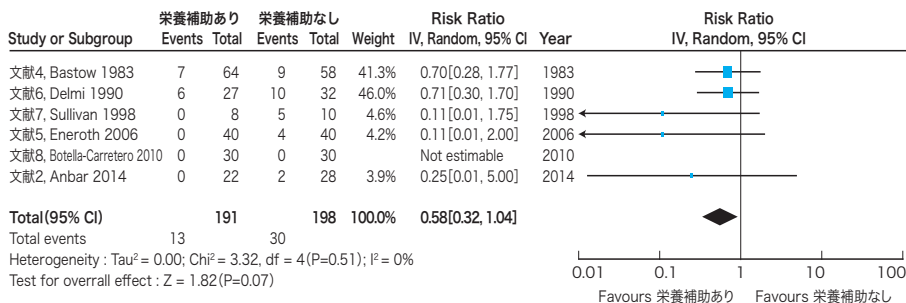 栄養補助あり 栄養補助なし Risk Ratio Risk Ratio
Study or Subgroup Events Total Events Total Weight IV, Random, 95% CI Year IV, Random, 95% CI
文献4, Bastow 1983 7 64 9 58 41.3% 0.70[0.28, 1.77] 1983
文献6, Delmi 1990 6 27 10 32 46.0% 0.71[0.30, 1.70] 1990
文献7, Sullivan 1998 0 8 5 10 4.6% 0.11[0.01, 1.75] 1998
文献5, Eneroth 2006 0 40 4 40 4.2% 0.11[0.01, 2.00] 2006
文献8, Botella-Carretero 2010 0 30 0 30 Not estimable 2010
文献2, Anbar 2014 0 22 2 28 3.9% 0.25[0.01, 5.00] 2014
Total(95% CI) 191 198 100.0% 0.58[0.32, 1.04]
Total events 13 30
Heterogeneity : Tau² = 0.00; Chi² = 3.32, df = 4(P=0.51); I² = 0%
Test for overrall effect : Z = 1.82(P=0.07)
0.01 0.1 1 10 100
Favours 栄養補助あり Favours 栄養補助なし